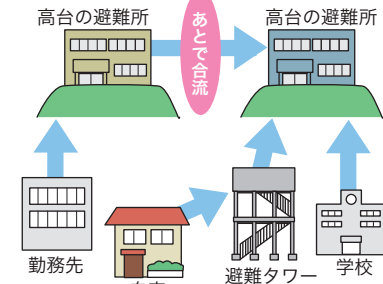 高台の避難所
高台の避難所
あとで合流
勤務先
避難タワー
学校